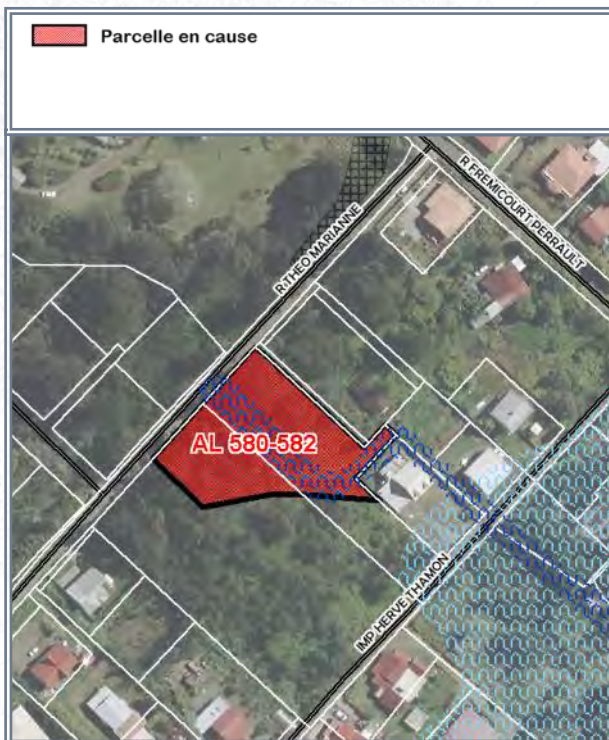 Parcelle en cause
R FREMICOURT PERRAULT
R THEO MARIANNE
AL 580-582
IMP HERVE THAMON